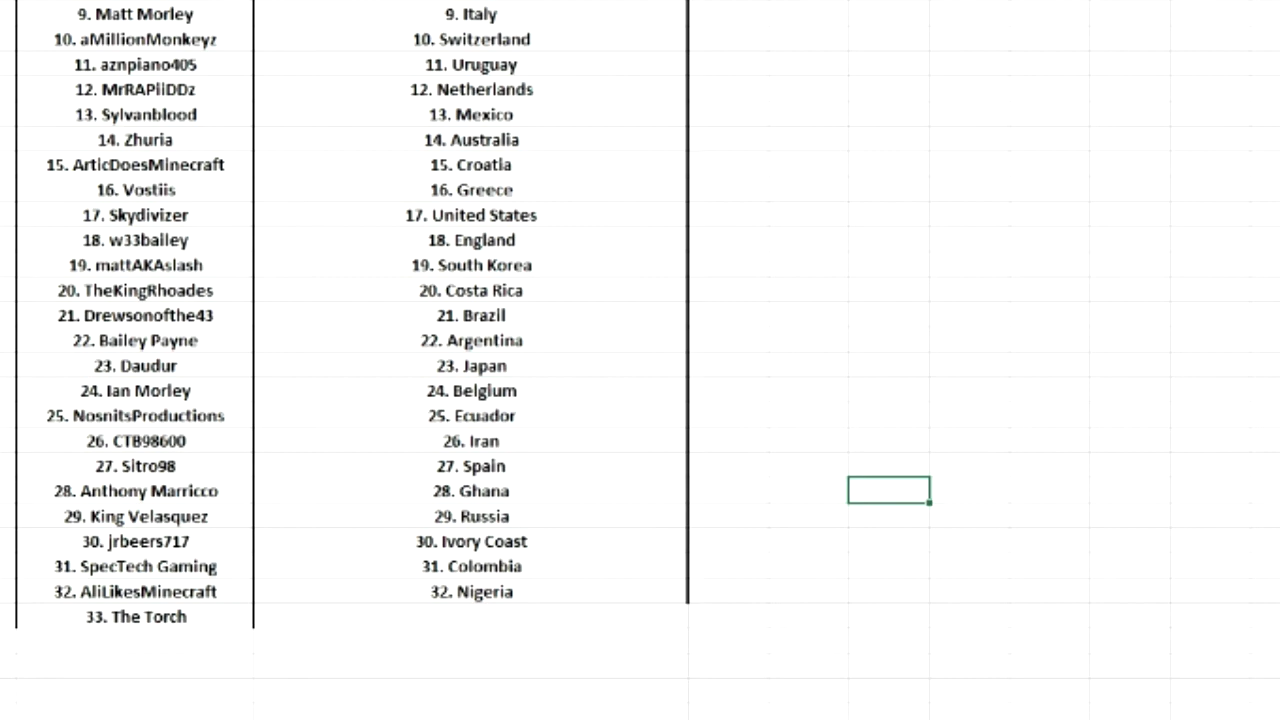 9. Matt Morley 9. Italy
10. aMillionMonkeyz 10. Switzerland
11. aznpiano405 11. Uruguay
12. MrRAPiiDDz 12. Netherlands
13. Sylvanblood 13. Mexico
14. Zhuria 14. Australia
15. ArticDoesMinecraft 15. Croatia
16. Vostiis 16. Greece
17. Skydivizer 17. United States
18. w33bailey 18. England
19. mattAKAslash 19. South Korea
20. TheKingRhoades 20. Costa Rica
21. Drewsonofthe43 21. Brazil
22. Bailey Payne 22. Argentina
23. Daudur 23. Japan
24. Ian Morley 24. Belgium
25. NosnitsProductions 25. Ecuador
26. CTB98600 26. Iran
27. Sitro98 27. Spain
28. Anthony Marricco 28. Ghana
29. King Velasquez 29. Russia
30. jrbeers717 30. Ivory Coast
31. SpecTech Gaming 31. Colombia
32. AliLikesMinecraft 32. Nigeria
33. The Torch